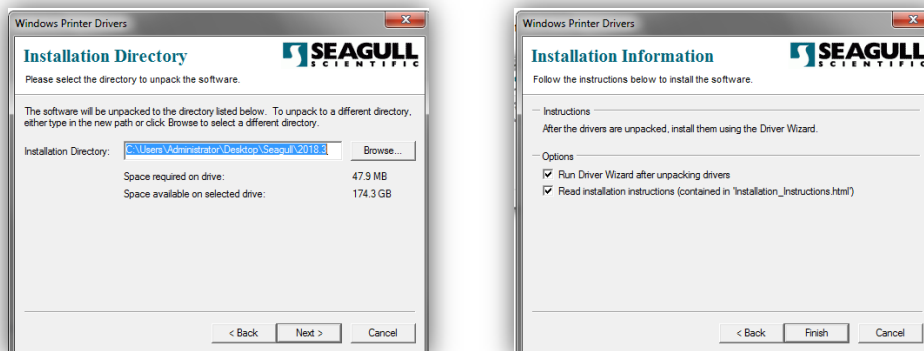 Windows Printer Drivers
Installation Directory
SEAGULL
SCIENTIFIC
Please select the directory to unpack the software.
The software will be unpacked to the directory listed below. To unpack to a different directory,
either type in the new path or click Browse to select a different directory.
Installation Directory: C:\Users\Administrator\Desktop\Seagull\2018.3 Browse...
Space required on drive: 47.9 MB
Space available on selected drive: 174.3 GB
< Back Next > Cancel
Windows Printer Drivers
Installation Information
SEAGULL
SCIENTIFIC
Follow the instructions below to install the software.
Instructions
After the drivers are unpacked, install them using the Driver Wizard.
Options
Run Driver Wizard after unpacking drivers
Read installation instructions (contained in 'Installation_Instructions.html')
< Back Finish Cancel